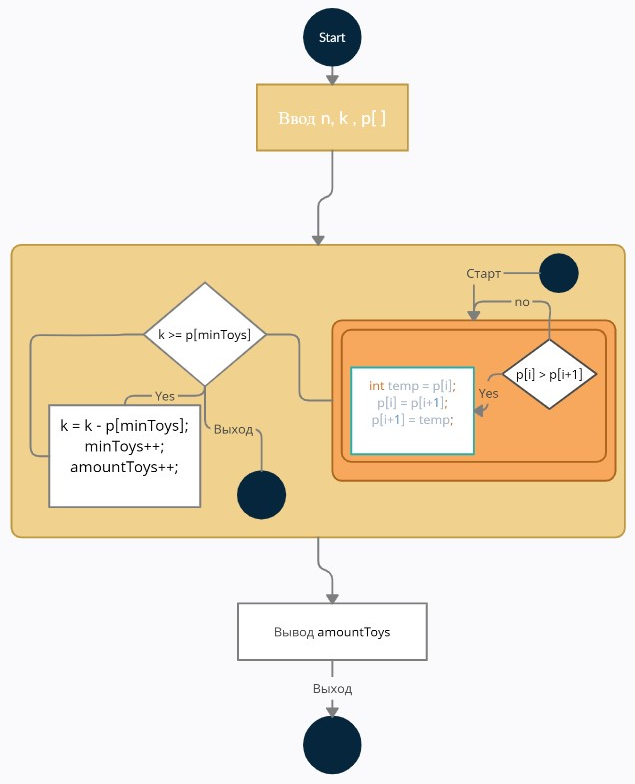 Start
Ввод n, k , p[ ]
Старт
no
k >= p[minToys]
p[i] > p[i+1]
int temp = p[i];
p[i] = p[i+1];
p[i+1] = temp;
Yes
Yes
k = k - p[minToys];
minToys++;
amountToys++;
Выход
Вывод amountToys
Выход